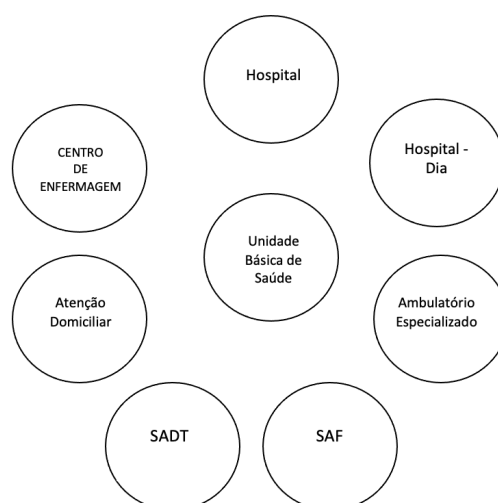 Hospital
CENTRO
DE
ENFERMAGEM
Hospital -
Dia
Unidade
Básica de
Saúde
Atenção
Domiciliar
Ambulatório
Especializado
SADT
SAF